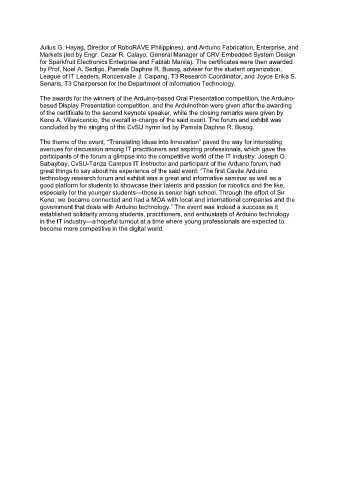 Julius G. Hayag, Director of RoboRAVE Philippines), and Arduino Fabrication, Enterprise, and
Markets (led by Engr. Cezar R. Calayo, General Manager of CRV Embedded System Design
for Sparkfruit Electronics Enterprise and Fablab Manila). The certificates were then awarded
by Prof. Noel A. Sedigo, Pamela Daphne R. Busog, adviser for the student organization,
League of IT Leaders, Roncesvalle J. Caipang, T3 Research Coordinator, and Joyce Erika S.
Senaris, T3 Chairperson for the Department of Information Technology.
The awards for the winners of the Arduino-based Oral Presentation competition, the Arduino-
based Display Presentation competition, and the Arduincthon were given after the awarding
of the certificate to the second keynote speaker, while the closing remarks were given by
Keno A. Villavicencio, the overall in-charge of the said event. The forum and exhibit was
concluded by the singing of the CvSU hymn led by Pamela Daphne R. Busog.
The theme of the event, “Translating Ideas into Innovation” paved the way for interesting
avenues for discussion among IT practitioners and aspiring professionals, which gave the
participants of the forum a glimpse into the competitive world of the IT Industry. Joseph O.
Sabaybay, CvSU-Tanza Campus IT Instructor and participant of the Arduino forum, had
great things to say about his experience of the said event: “The first Cavite Arduino
technology research forum and exhibit was a great and informative seminar as well as a
good platform for students to showcase their talents and passion for robotics and the like,
especially for the younger students—those in senior high school. Through the effort of Sir
Keno, we became connected and had a MOA with local and international companies and the
government that deals with Arduino technology.” The event was indeed a success as it
established solidarity among students, practitioners, and enthusiasts of Arduino technology
in the IT industry—a hopeful turnout at a time where young professionals are expected to
become more competitive in the digital world.